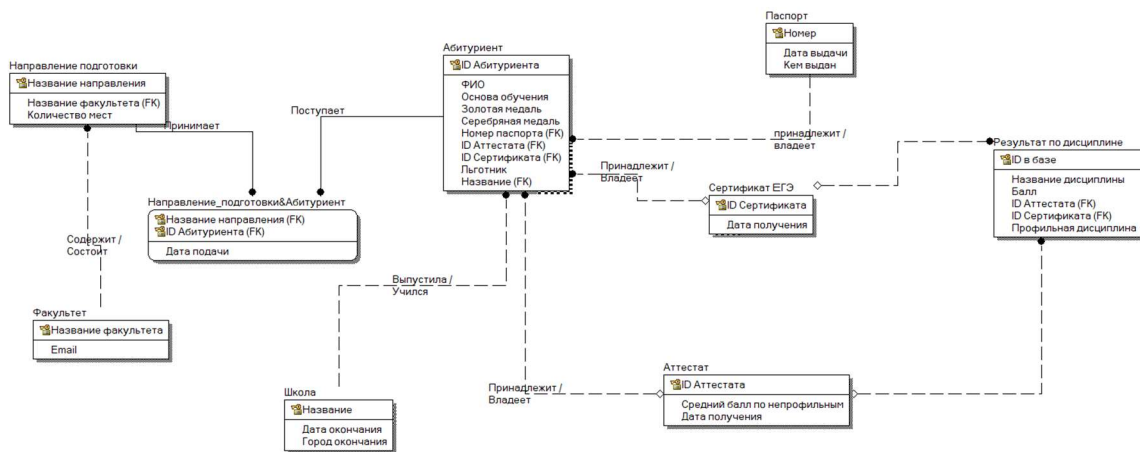 Паспорт
Номер
Дата выдачи
Кем выдан
Абитуриент
ID Абитуриента
ФИО
Основа обучения
Золотая медаль
Серебряная медаль
Номер паспорта (FK)
ID Аттестата (FK)
ID Сертификата (FK)
Льготник
Название (FK)
Направление подготовки
Название направления
Название факультета (FK)
Количество мест
Принимает
Поступает
принадлежит /
владеет
Принадлежит /
Владеет
Результат по дисциплине
ID в базе
Название дисциплины
Балл
ID Аттестата (FK)
ID Сертификата (FK)
Профильная дисциплина
Сертификат ЕГЭ
ID Сертификата
Дата получения
Направление_подготовки&Абитуриент
Название направления (FK)
ID Абитуриента (FK)
Дата подачи
Содержит /
Состоит
Выпустила /
Учился
Факультет
Название факультета
Email
Школа
Название
Дата окончания
Город окончания
Принадлежит /
Владеет
Аттестат
ID Аттестата
Средний балл по непрофильным
Дата получения